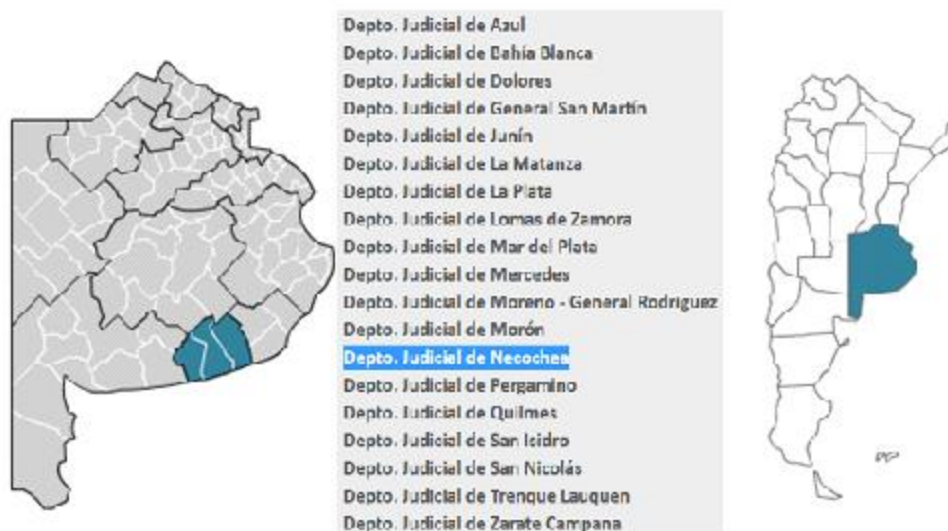 Depto. Judicial de Azul
Depto. Judicial de Bahía Blanca
Depto. Judicial de Dolores
Depto. Judicial de General San Martín
Depto. Judicial de Junín
Depto. Judicial de La Matanza
Depto. Judicial de La Plata
Depto. Judicial de Lomas de Zamora
Depto. Judicial de Mar del Plata
Depto. Judicial de Mercedes
Depto. Judicial de Moreno - General Rodriguez
Depto. Judicial de Morón
Depto. Judicial de Necochea
Depto. Judicial de Pergamino
Depto. Judicial de Quilmes
Depto. Judicial de San Isidro
Depto. Judicial de San Nicolás
Depto. Judicial de Trenque Lauquen
Depto. Judicial de Zarate Campana